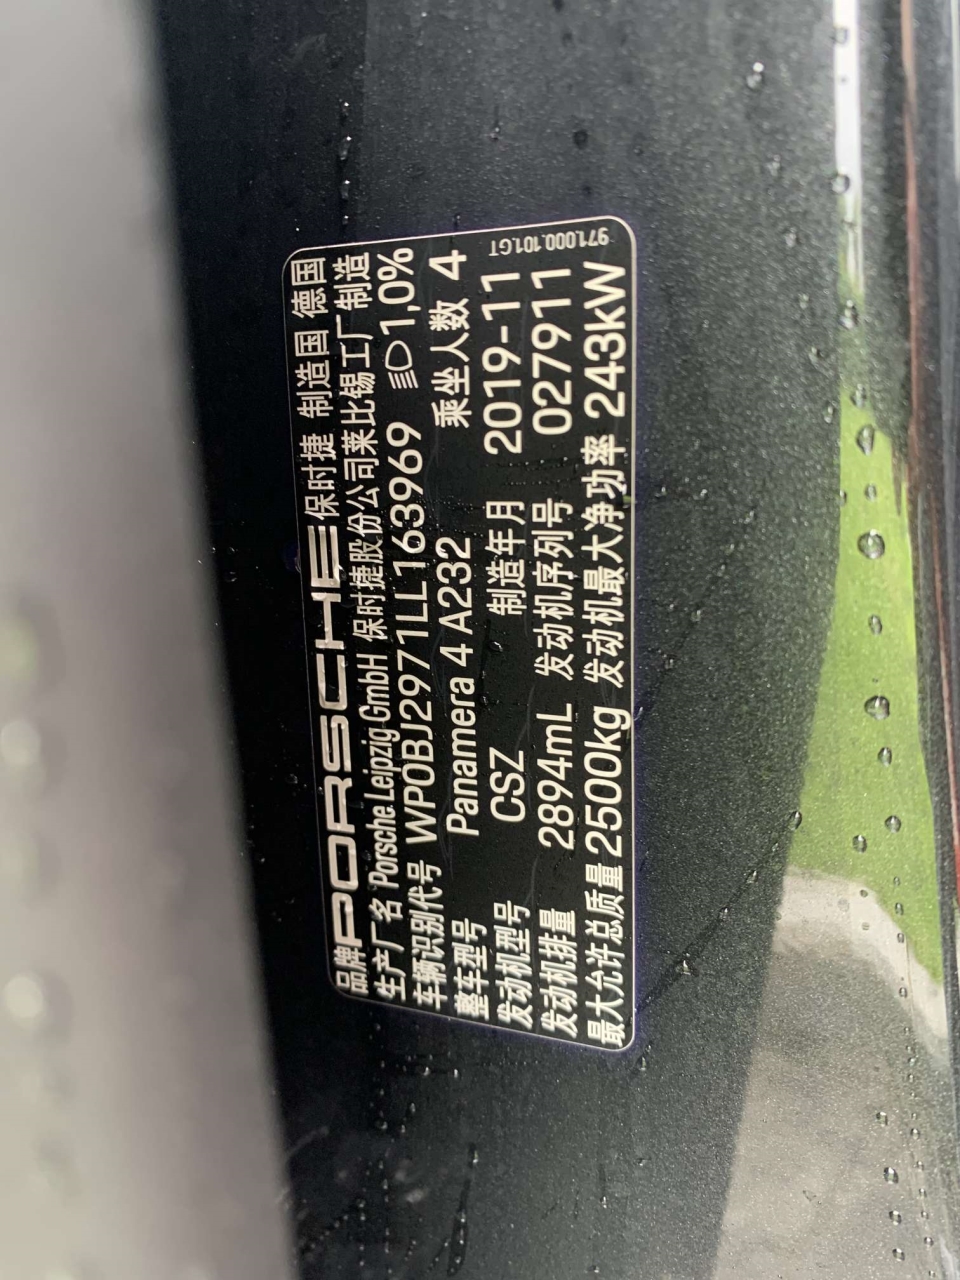 品牌 PORSCHE 保时捷 制造国 德国
生产厂名 Porsche Leipzig GmbH 保时捷股份公司莱比锡工厂制造
车辆识别代号 WP0BJ2971LL163969 1,0%
整车型号 Panamera 4 A232 乘坐人数 4
发动机型号 CSZ 制造年月 2019-11
发动机排量 2894mL 发动机序列号 027911
最大允许总质量 2500kg 发动机最大净功率 243kW
971.000.101.GT